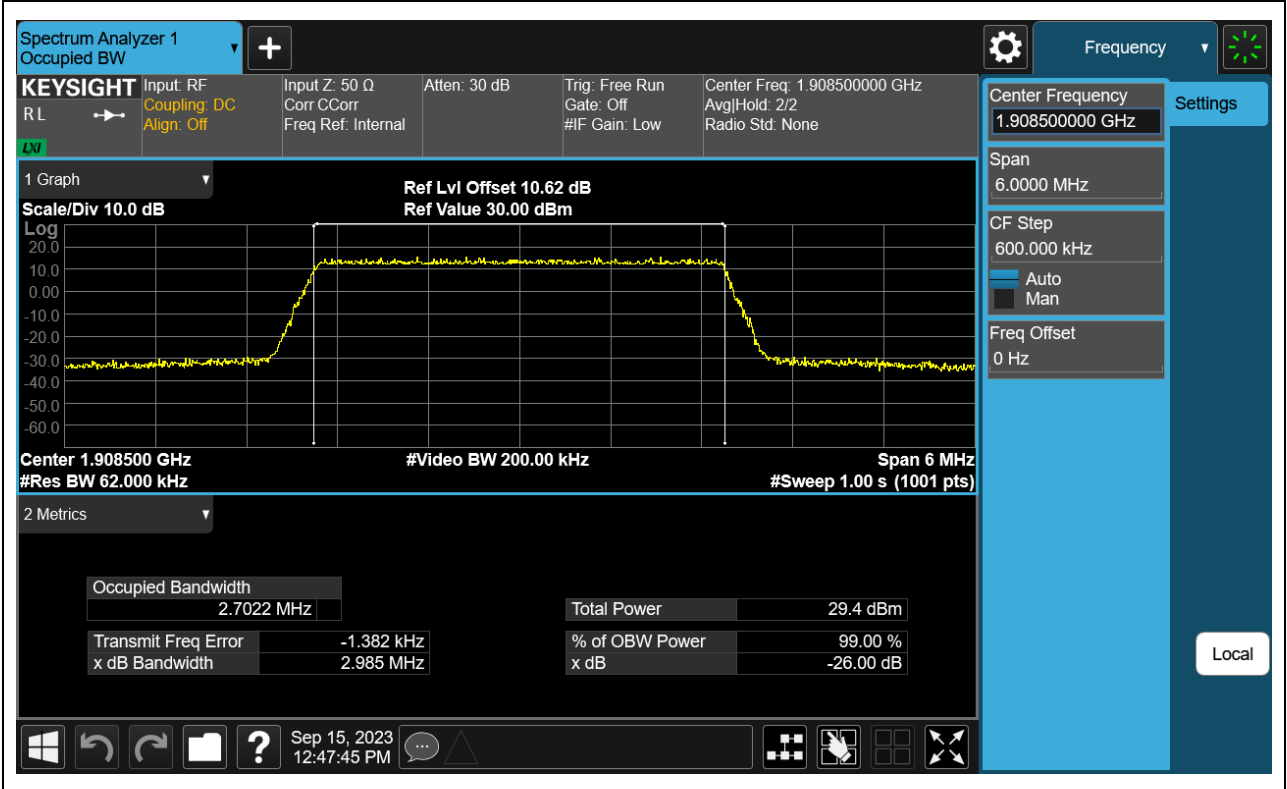 Spectrum Analyzer 1
Occupied BW
Frequency
KEYSIGHT
R L
LXI
Input: RF
Coupling: DC
Align: Off
Input Z: 50 Ω
Corr CCorr
Freq Ref: Internal
Atten: 30 dB
Trig: Free Run
Gate: Off
#IF Gain: Low
Center Freq: 1.908500000 GHz
Avg|Hold: 2/2
Radio Std: None
Center Frequency
1.908500000 GHz
Settings
Span
6.0000 MHz
CF Step
600.000 kHz
Auto
Man
Freq Offset
0 Hz
Local
1 Graph
Scale/Div 10.0 dB
Ref Lvl Offset 10.62 dB
Ref Value 30.00 dBm
Log
20.0
10.0
0.00
-10.0
-20.0
-30.0
-40.0
-50.0
-60.0
Center 1.908500 GHz
#Video BW 200.00 kHz
Span 6 MHz
#Res BW 62.000 kHz
#Sweep 1.00 s (1001 pts)
2 Metrics
Occupied Bandwidth
2.7022 MHz
Total Power 29.4 dBm
Transmit Freq Error -1.382 kHz
% of OBW Power 99.00 %
x dB Bandwidth 2.985 MHz
x dB -26.00 dB
Sep 15, 2023
12:47:45 PM